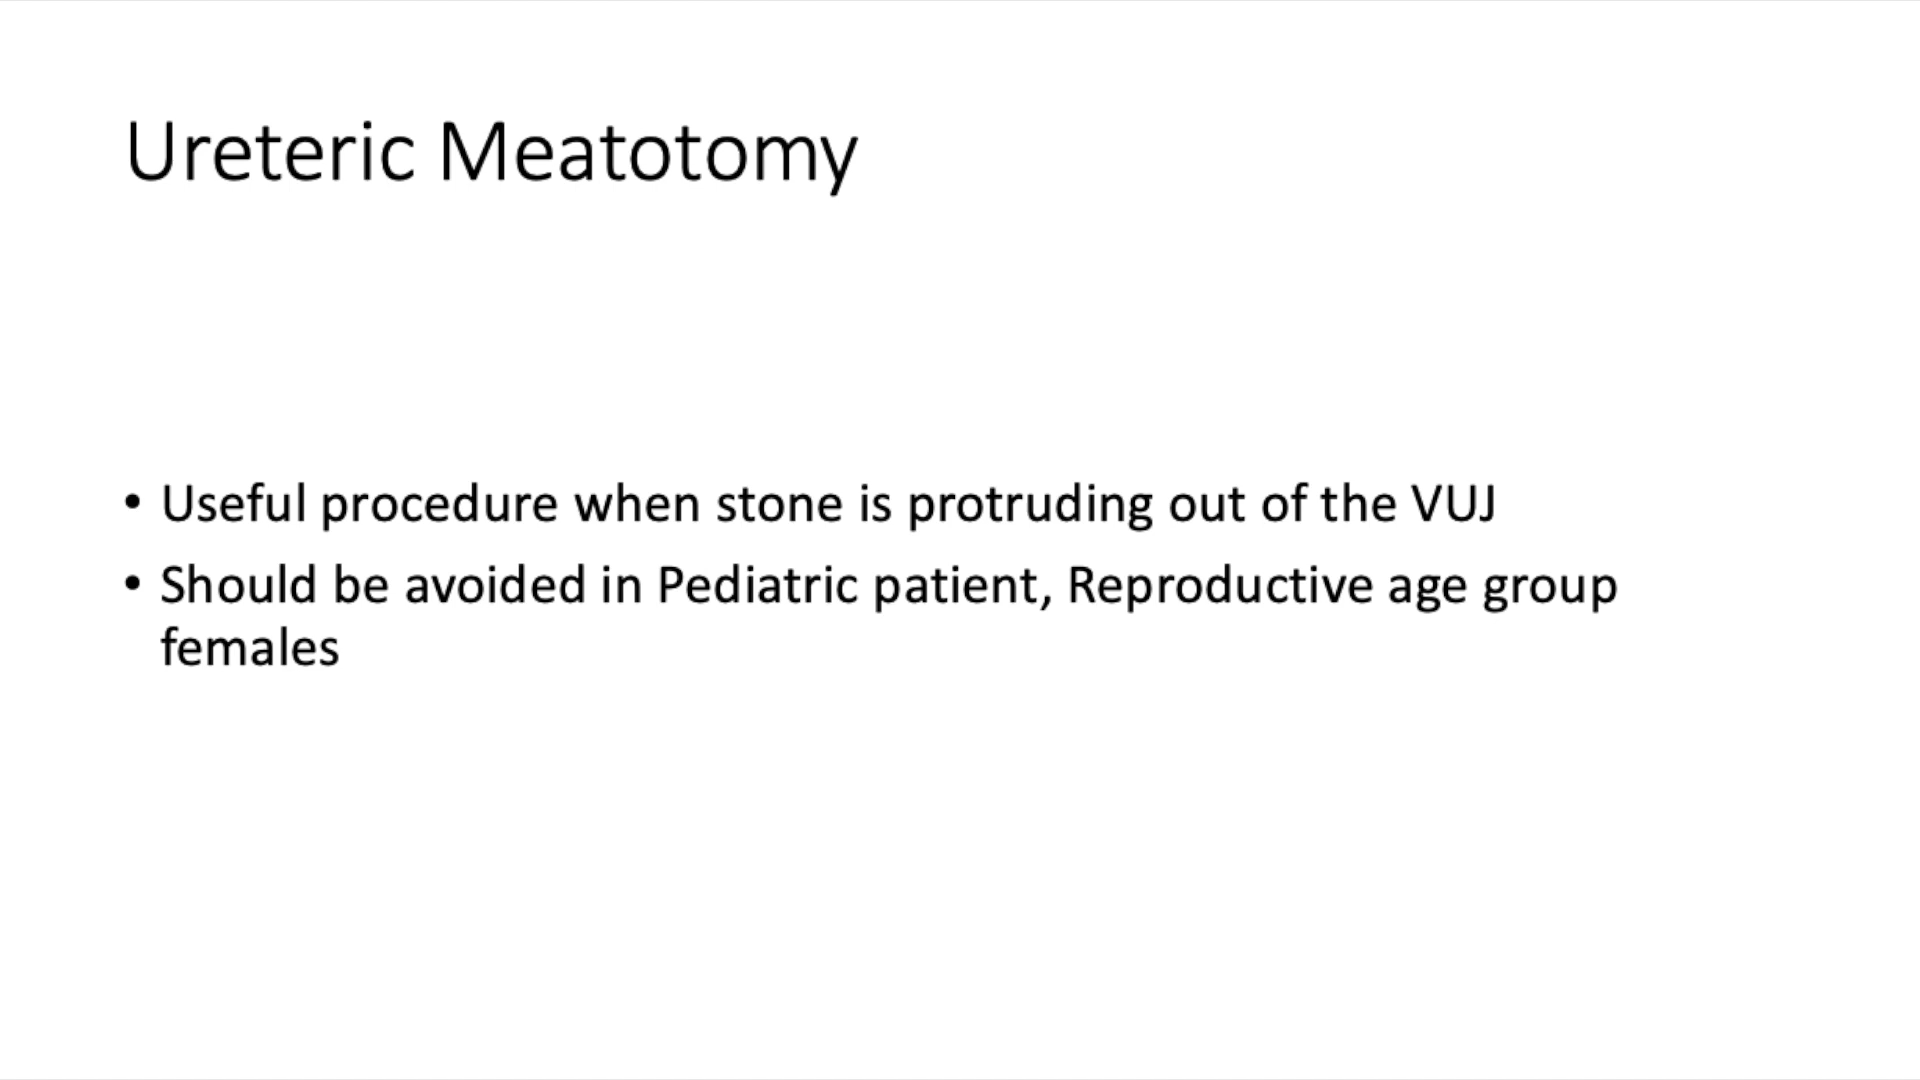 Ureteric Meatotomy
• Useful procedure when stone is protruding out of the VUJ
• Should be avoided in Pediatric patient, Reproductive age group
females